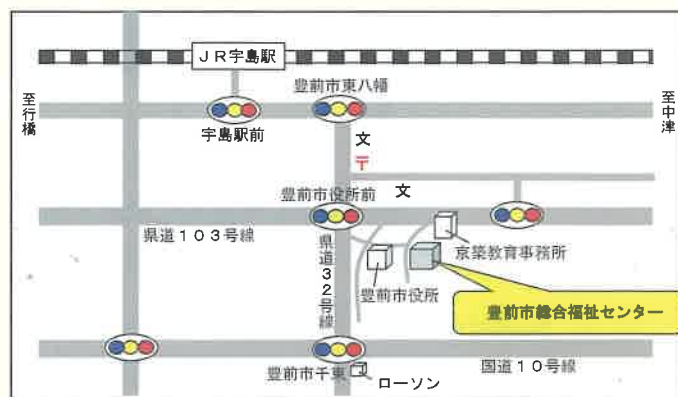 ＪＲ宇島駅
豊前市東八幡
至行橋
至中津
宇島駅前
文
〒
文
豊前市役所前
県道１０３号線
県道３２号線
京築教育事務所
豊前市役所
豊前市総合福祉センター
豊前市千束
国道１０号線
ローソン